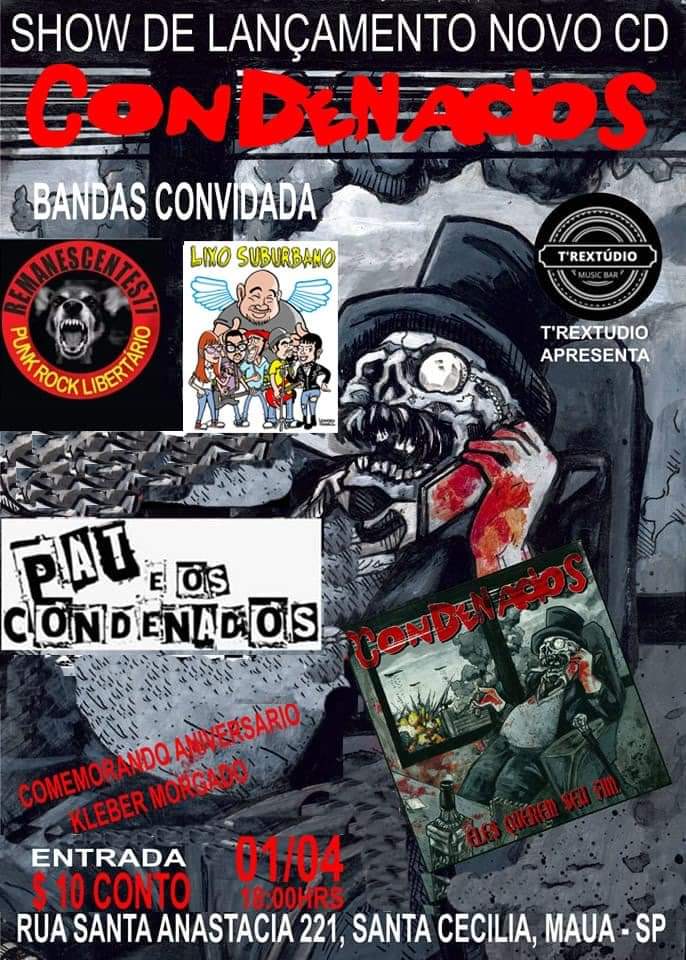 SHOW DE LANÇAMENTO NOVO CD
CONDENADOS
BANDAS CONVIDADA
REMANESCENTES77
PUNK ROCK LIBERTÁRIO
LIXO SUBURBANO
T'REXTÚDIO
MUSIC BAR
T'REXTUDIO
APRESENTA
PAT E OS
CONDENADOS
CONDENADOS
ELES QUEREM SEU FIM
COMEMORANDO ANIVERSARIO
KLEBER MORGADO
ENTRADA
$ 10 CONTO
01/04
18:00HRS
RUA SANTA ANASTACIA 221, SANTA CECILIA, MAUA - SP